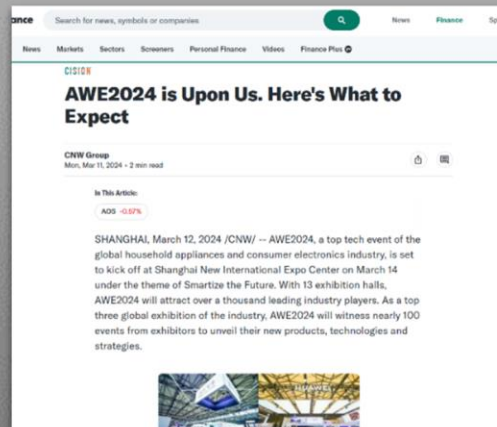 ance
Search for news, symbols or companies
News
Finance
Sp
News Markets Sectors Screeners Personal Finance Videos Finance Plus
CISION
AWE2024 is Upon Us. Here's What to
Expect
CNW Group
Mon, Mar 11, 2024 • 2 min read
In This Article:
AOS -0.57%
SHANGHAI, March 12, 2024 /CNW/ -- AWE2024, a top tech event of the
global household appliances and consumer electronics industry, is set
to kick off at Shanghai New International Expo Center on March 14
under the theme of Smartize the Future. With 13 exhibition halls,
AWE2024 will attract over a thousand leading industry players. As a top
three global exhibition of the industry, AWE2024 will witness nearly 100
events from exhibitors to unveil their new products, technologies and
strategies.
HUAWEI